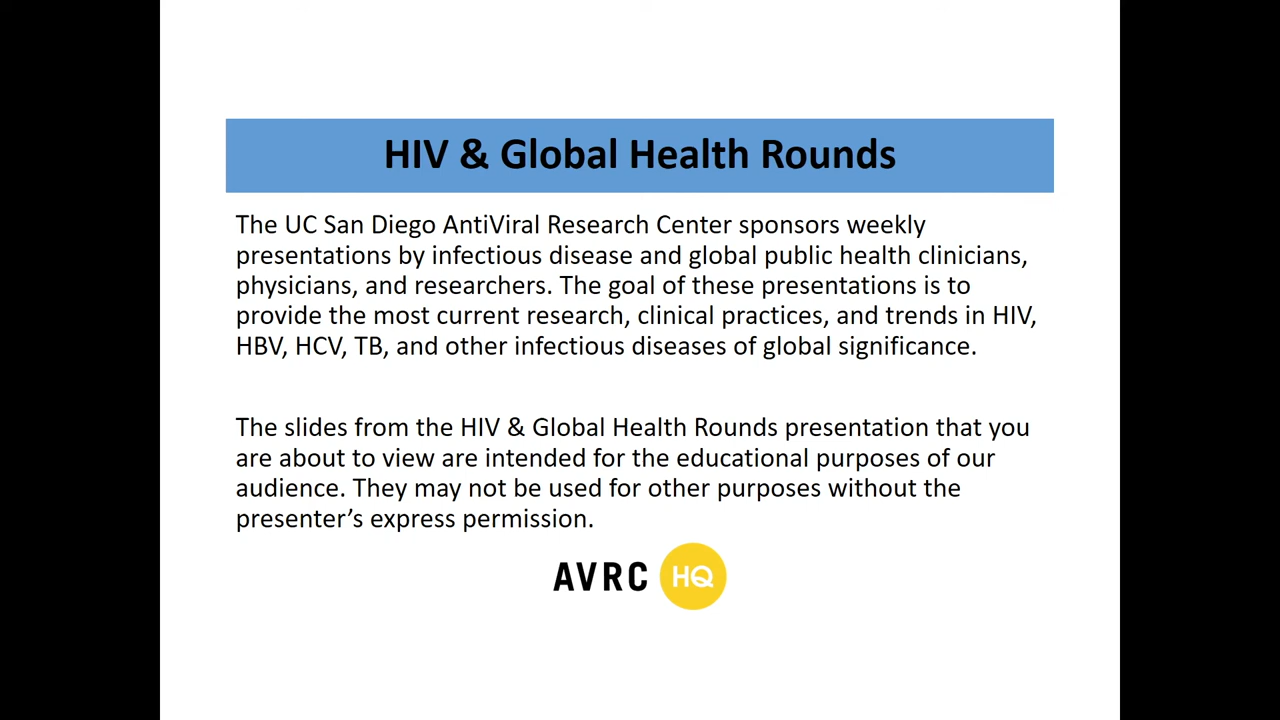 HIV & Global Health Rounds
The UC San Diego AntiViral Research Center sponsors weekly
presentations by infectious disease and global public health clinicians,
physicians, and researchers. The goal of these presentations is to
provide the most current research, clinical practices, and trends in HIV,
HBV, HCV, TB, and other infectious diseases of global significance.
The slides from the HIV & Global Health Rounds presentation that you
are about to view are intended for the educational purposes of our
audience. They may not be used for other purposes without the
presenter’s express permission.
AVRC HQ